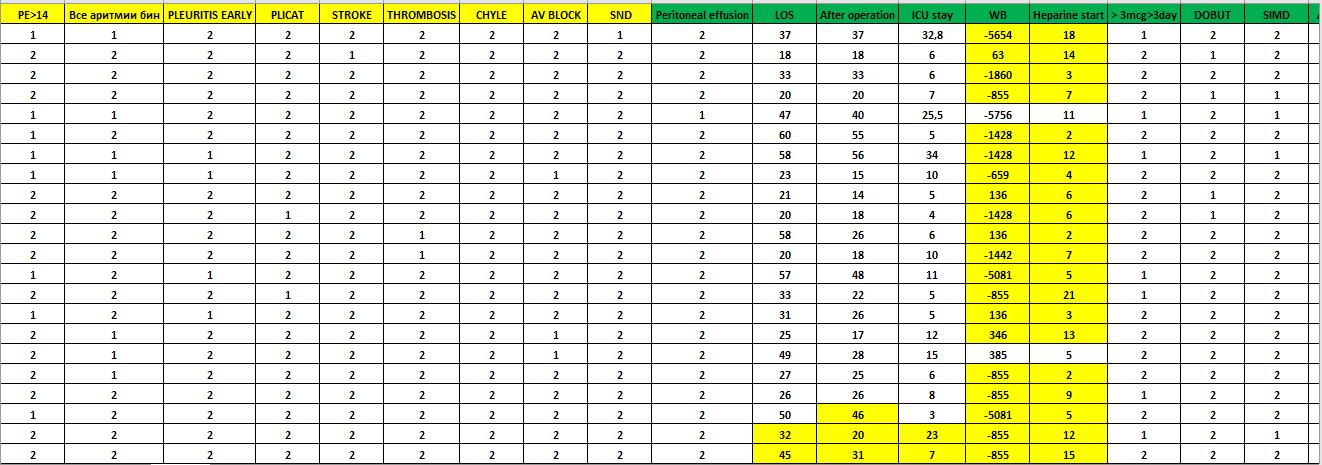 PE>14 Все аритмии бин PLEURITIS EARLY PLICAT STROKE THROMBOSIS CHYLE AV BLOCK SND Peritoneal effusion LOS After operation ICU stay WB Heparine start > 3mcg>3day DOBUT SIMD
1 1 2 2 2 2 2 2 1 2 37 37 32,8 -5654 18 1 2 2
2 2 2 2 1 2 2 2 2 2 18 18 6 63 14 2 1 2
2 2 2 2 2 2 2 2 2 2 33 33 6 -1860 3 2 2 2
2 2 2 2 2 2 2 2 2 2 20 20 7 -855 7 2 1 1
1 1 2 2 2 2 2 2 2 1 47 40 25,5 -5756 11 1 2 1
1 2 2 2 2 2 2 2 2 2 60 55 5 -1428 2 2 2 2
1 1 1 2 2 2 2 2 2 2 58 56 34 -1428 12 1 2 1
1 1 1 2 2 2 2 1 2 2 23 15 10 -659 4 2 2 2
2 2 2 2 2 2 2 2 2 2 21 14 5 136 6 2 1 2
2 2 2 1 2 2 2 2 2 2 20 18 4 -1428 6 2 1 2
2 2 2 2 2 1 2 2 2 2 58 26 6 136 2 2 2 2
2 2 2 2 2 1 2 2 2 2 20 18 10 -1442 7 2 2 2
1 2 1 2 2 2 2 2 2 2 57 48 11 -5081 5 1 2 2
2 2 2 1 2 2 2 2 2 2 33 22 5 -855 21 1 2 2
1 2 1 2 2 2 2 2 2 2 31 26 5 136 3 2 2 2
2 1 2 2 2 2 2 1 2 2 25 17 12 346 13 2 2 2
2 1 2 2 2 2 2 1 2 2 49 28 15 385 5 2 2 2
2 1 2 2 2 2 2 2 2 2 27 25 6 -855 2 2 2 2
2 2 2 2 2 2 2 2 2 2 26 26 8 -855 9 1 2 2
1 2 2 2 2 2 2 2 2 2 50 46 3 -5081 5 2 2 2
2 2 2 2 2 2 2 2 2 2 32 20 23 -855 12 1 2 1
2 2 2 2 2 2 2 2 2 2 45 31 7 -855 15 2 2 2